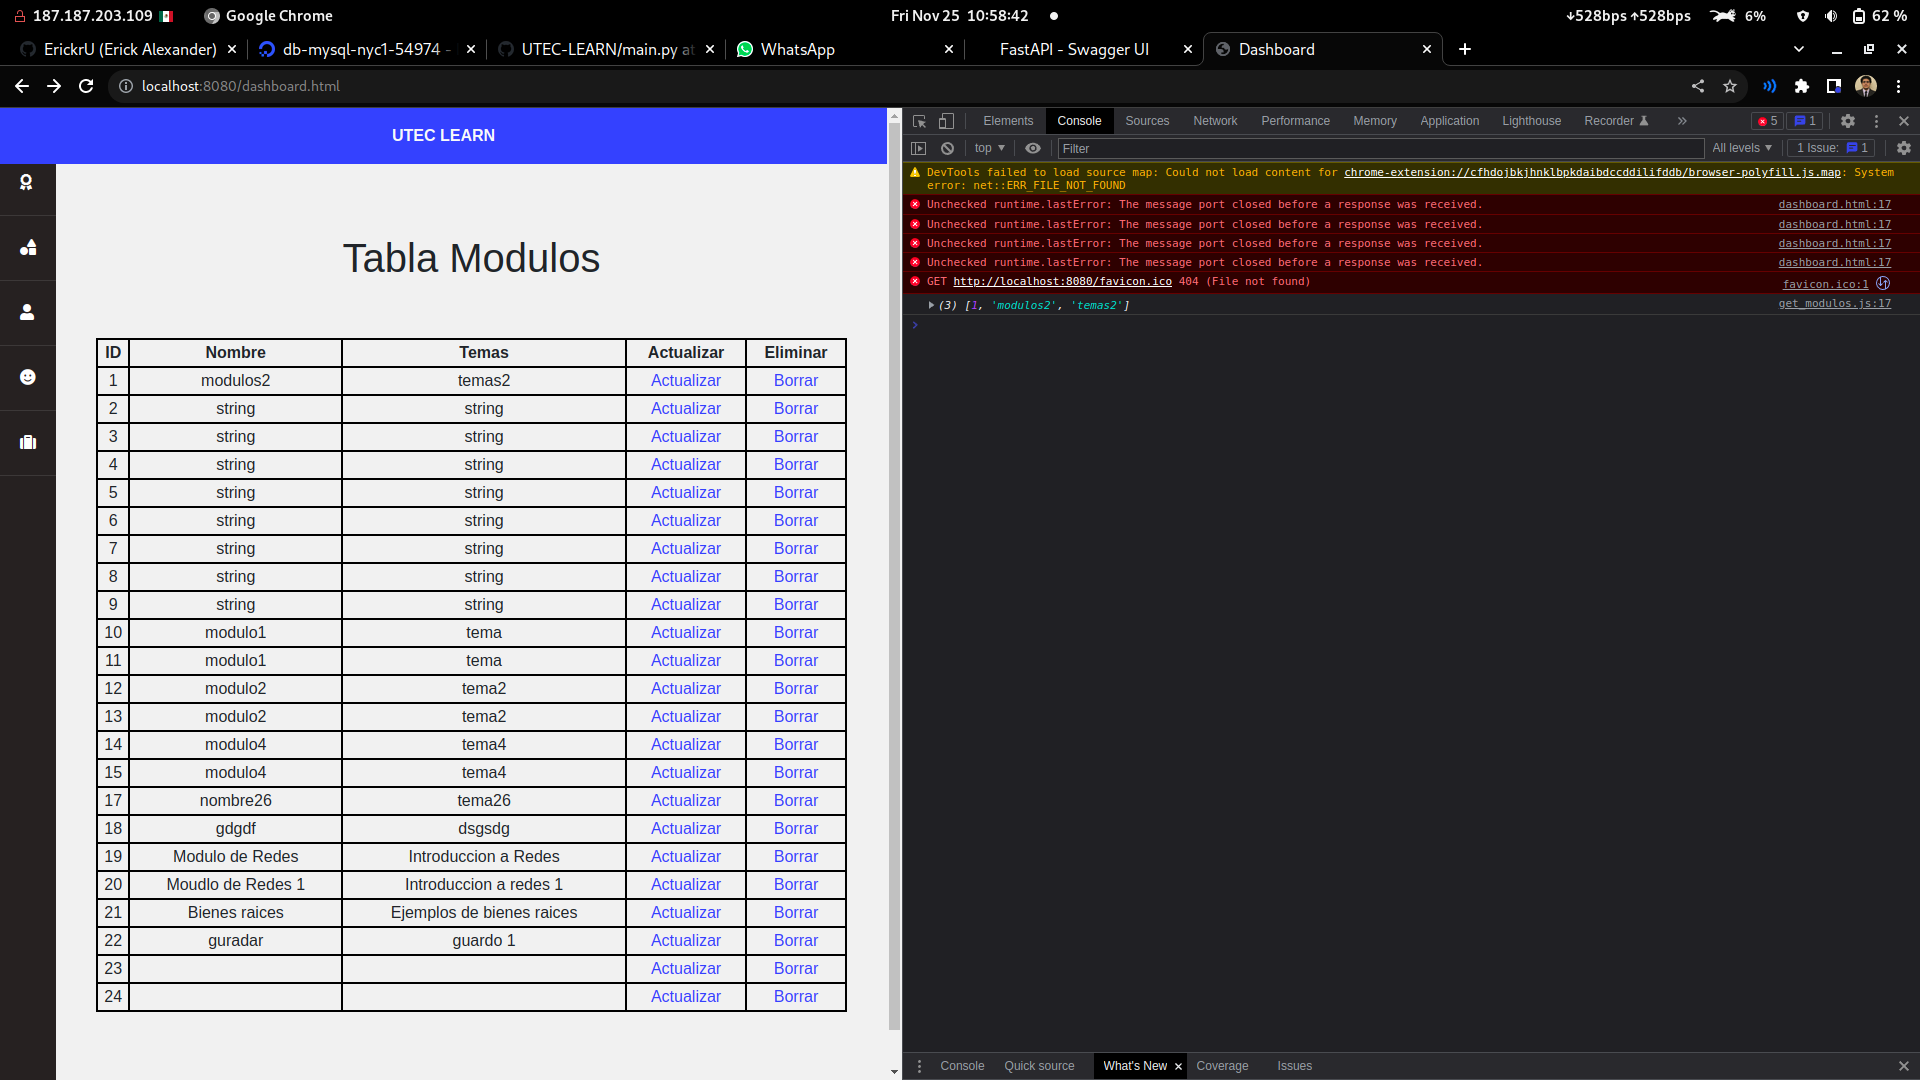 187.187.203.109 Google Chrome Fri Nov 25 10:58:42 ↓528bps ↑528bps 6% 62 %
ErickrU (Erick Alexander) db-mysql-nyc1-54974 - UTEC-LEARN/main.py at WhatsApp FastAPI - Swagger UI Dashboard
localhost:8080/dashboard.html
UTEC LEARN
Tabla Modulos
ID Nombre Temas Actualizar Eliminar
1 modulos2 temas2 Actualizar Borrar
2 string string Actualizar Borrar
3 string string Actualizar Borrar
4 string string Actualizar Borrar
5 string string Actualizar Borrar
6 string string Actualizar Borrar
7 string string Actualizar Borrar
8 string string Actualizar Borrar
9 string string Actualizar Borrar
10 modulo1 tema Actualizar Borrar
11 modulo1 tema Actualizar Borrar
12 modulo2 tema2 Actualizar Borrar
13 modulo2 tema2 Actualizar Borrar
14 modulo4 tema4 Actualizar Borrar
15 modulo4 tema4 Actualizar Borrar
17 nombre26 tema26 Actualizar Borrar
18 gdgdf dsgsdg Actualizar Borrar
19 Modulo de Redes Introduccion a Redes Actualizar Borrar
20 Moudlo de Redes 1 Introduccion a redes 1 Actualizar Borrar
21 Bienes raices Ejemplos de bienes raices Actualizar Borrar
22 guradar guardo 1 Actualizar Borrar
23 Actualizar Borrar
24 Actualizar Borrar
Elements Console Sources Network Performance Memory Application Lighthouse Recorder 5 1
top Filter All levels 1 Issue: 1
DevTools failed to load source map: Could not load content for chrome-extension://cfhdojbkjhnklbpkdaibdccddilifddb/browser-polyfill.js.map: System
error: net::ERR_FILE_NOT_FOUND
Unchecked runtime.lastError: The message port closed before a response was received. dashboard.html:17
Unchecked runtime.lastError: The message port closed before a response was received. dashboard.html:17
Unchecked runtime.lastError: The message port closed before a response was received. dashboard.html:17
Unchecked runtime.lastError: The message port closed before a response was received. dashboard.html:17
GET http://localhost:8080/favicon.ico 404 (File not found) favicon.ico:1
(3) [1, 'modulos2', 'temas2'] get_modulos.js:17
Console Quick source What's New Coverage Issues